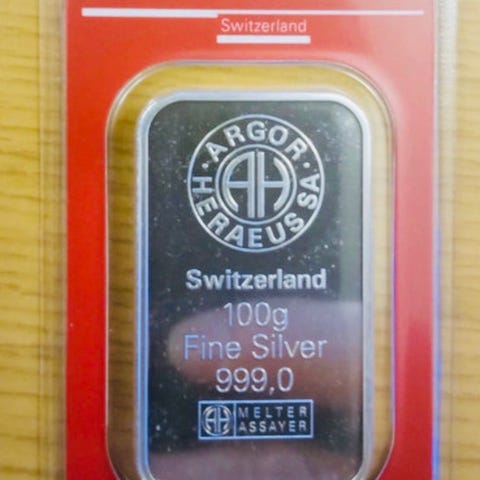 Switzerland
ARGOR
HERAEUS SA
AH
Switzerland
100g
Fine Silver
999,0
AH MELTER
ASSAYER